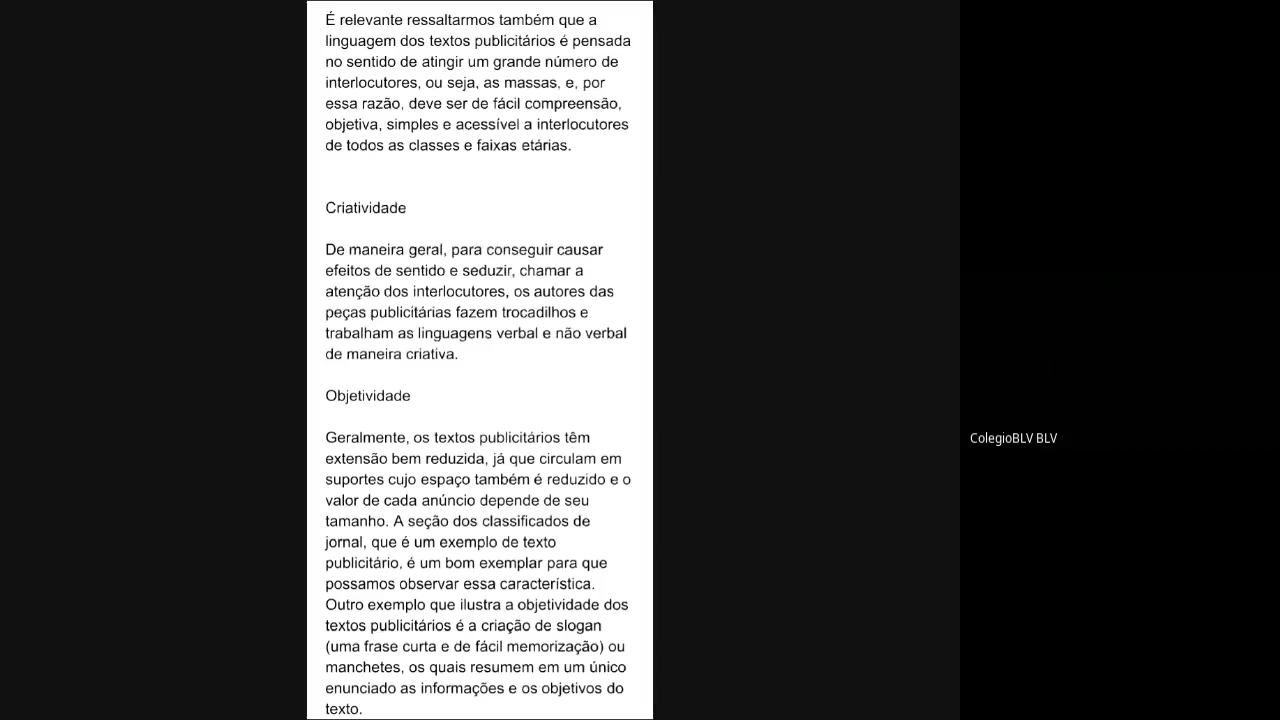 É relevante ressaltarmos também que a
linguagem dos textos publicitários é pensada
no sentido de atingir um grande número de
interlocutores, ou seja, as massas, e, por
essa razão, deve ser de fácil compreensão,
objetiva, simples e acessível a interlocutores
de todos as classes e faixas etárias.
Criatividade
De maneira geral, para conseguir causar
efeitos de sentido e seduzir, chamar a
atenção dos interlocutores, os autores das
peças publicitárias fazem trocadilhos e
trabalham as linguagens verbal e não verbal
de maneira criativa.
Objetividade
Geralmente, os textos publicitários têm
extensão bem reduzida, já que circulam em
suportes cujo espaço também é reduzido e o
valor de cada anúncio depende de seu
tamanho. A seção dos classificados de
jornal, que é um exemplo de texto
publicitário, é um bom exemplar para que
possamos observar essa característica.
Outro exemplo que ilustra a objetividade dos
textos publicitários é a criação de slogan
(uma frase curta e de fácil memorização) ou
manchetes, os quais resumem em um único
enunciado as informações e os objetivos do
texto.
ColegioBLV BLV